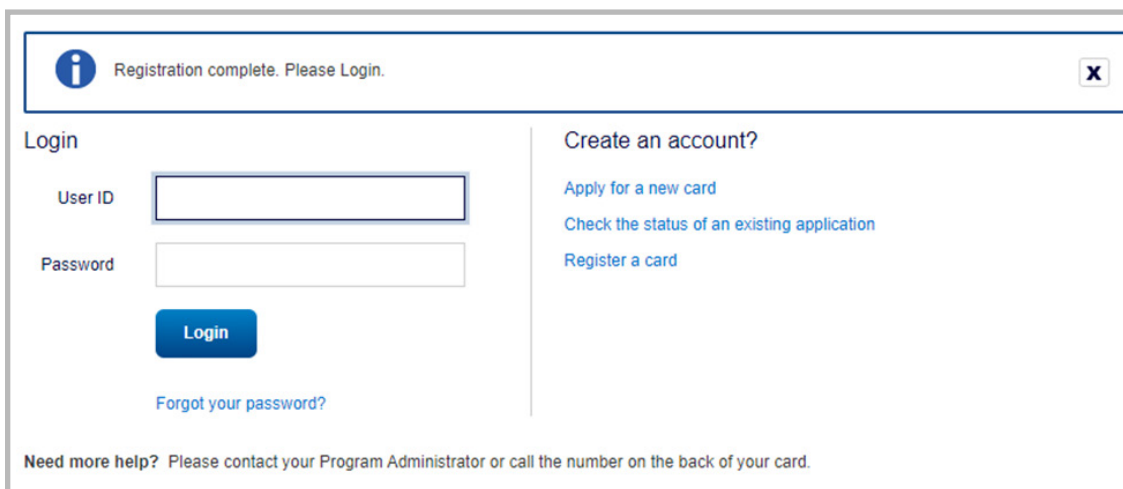 Registration complete. Please Login.
X
Login
User ID
Password
Login
Forgot your password?
Create an account?
Apply for a new card
Check the status of an existing application
Register a card
Need more help? Please contact your Program Administrator or call the number on the back of your card.